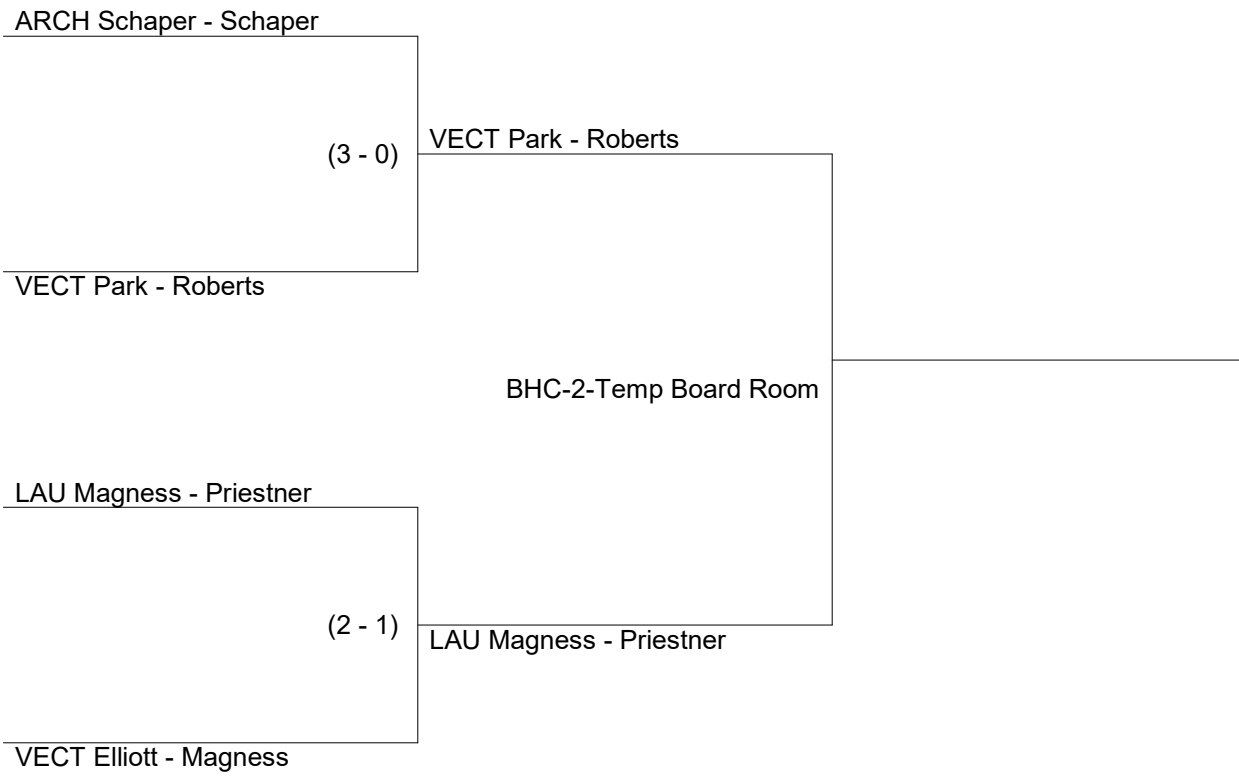 ARCH Schaper - Schaper
(3 - 0)
VECT Park - Roberts
VECT Park - Roberts
BHC-2-Temp Board Room
LAU Magness - Priestner
(2 - 1)
LAU Magness - Priestner
VECT Elliott - Magness